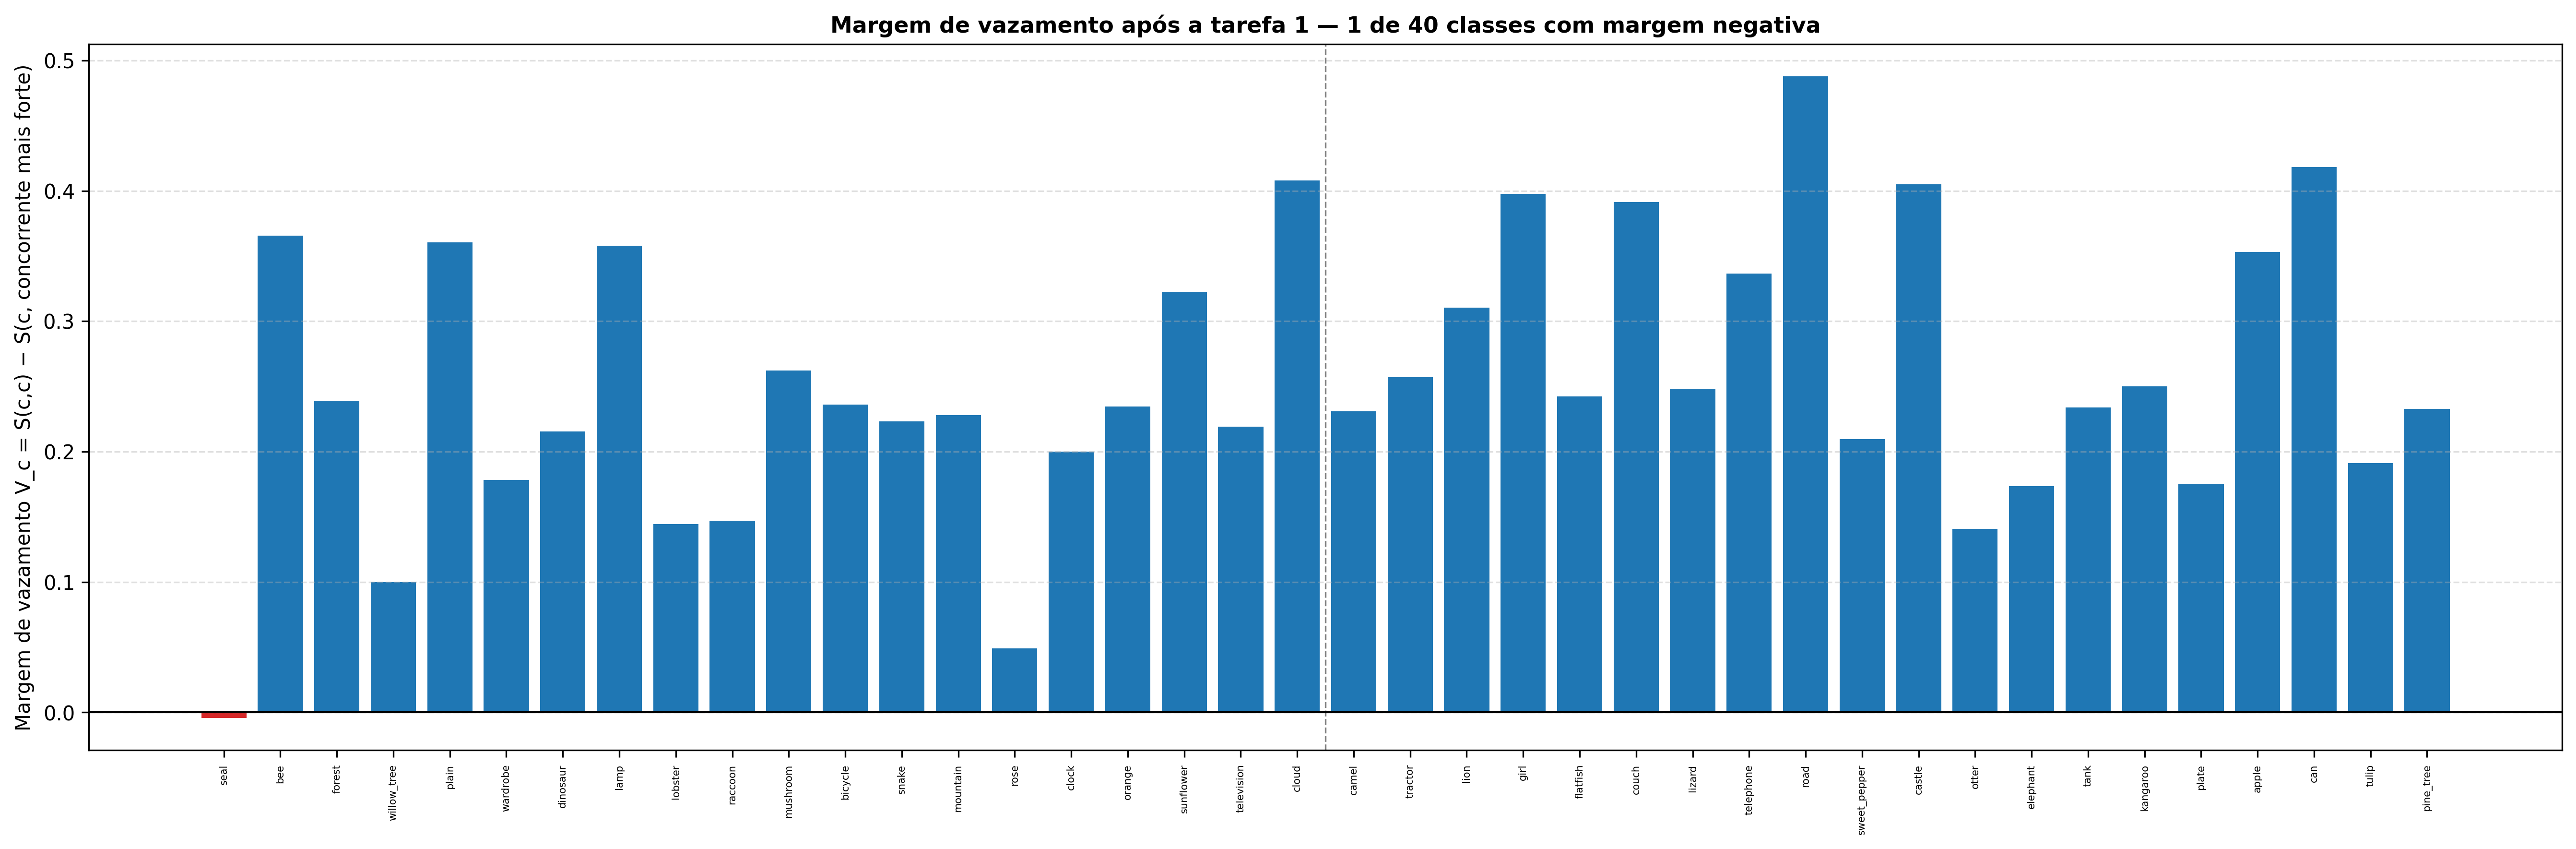 Margem de vazamento após a tarefa 1 — 1 de 40 classes com margem negativa
Margem de vazamento V_c = S(c,c) − S(c, concorrente mais forte)
0.5
0.4
0.3
0.2
0.1
0.0
seal
bee
forest
willow_tree
plain
wardrobe
dinosaur
lamp
lobster
raccoon
mushroom
bicycle
snake
mountain
rose
clock
orange
sunflower
television
cloud
camel
tractor
lion
girl
flatfish
couch
lizard
telephone
road
sweet_pepper
castle
otter
elephant
tank
kangaroo
plate
apple
can
tulip
pine_tree